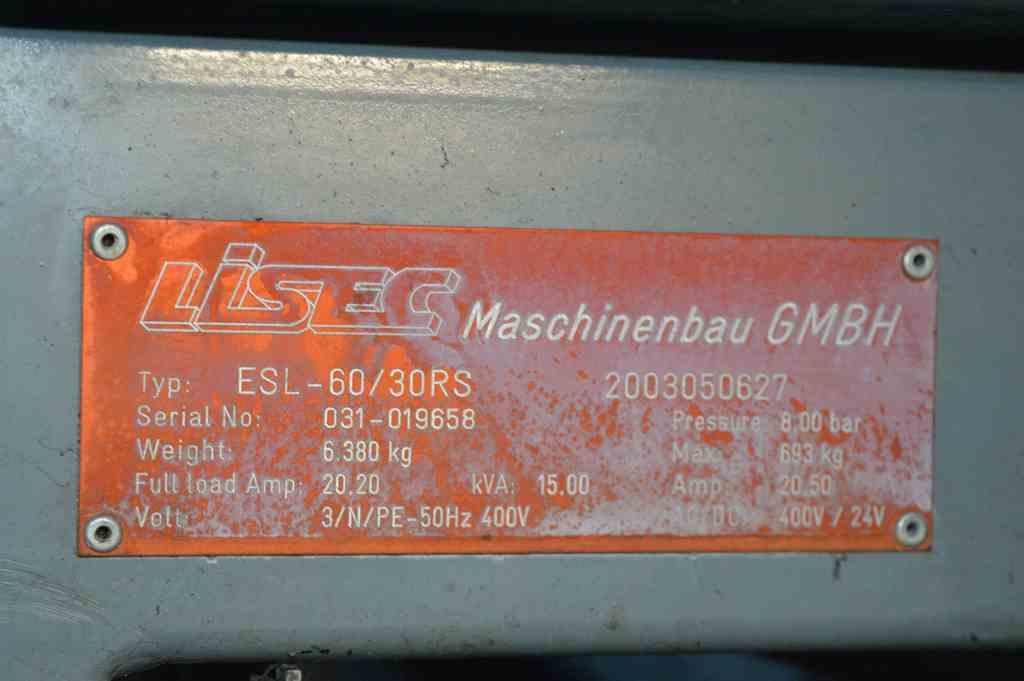 LiSEC Maschinenbau GMBH
Typ: ESL-60/30RS 2003050627
Serial No: 031-019658 Pressure: 8,00 bar
Weight: 6.380 kg Max: 693 kg
Full load Amp: 20,20 kVA: 15.00 Amp: 20,50
Volt: 3/N/PE-50Hz 400V AC/DC: 400V / 24V